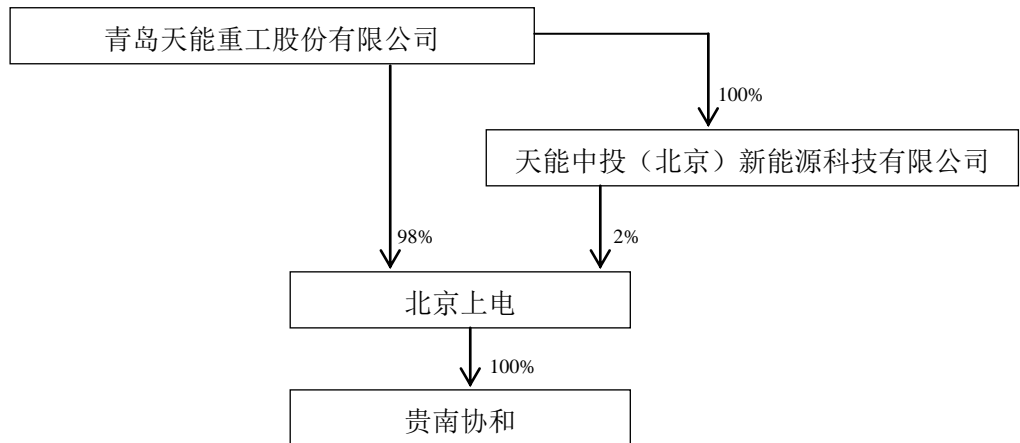 青岛天能重工股份有限公司
100%
天能中投（北京）新能源科技有限公司
98%
2%
北京上电
100%
贵南协和